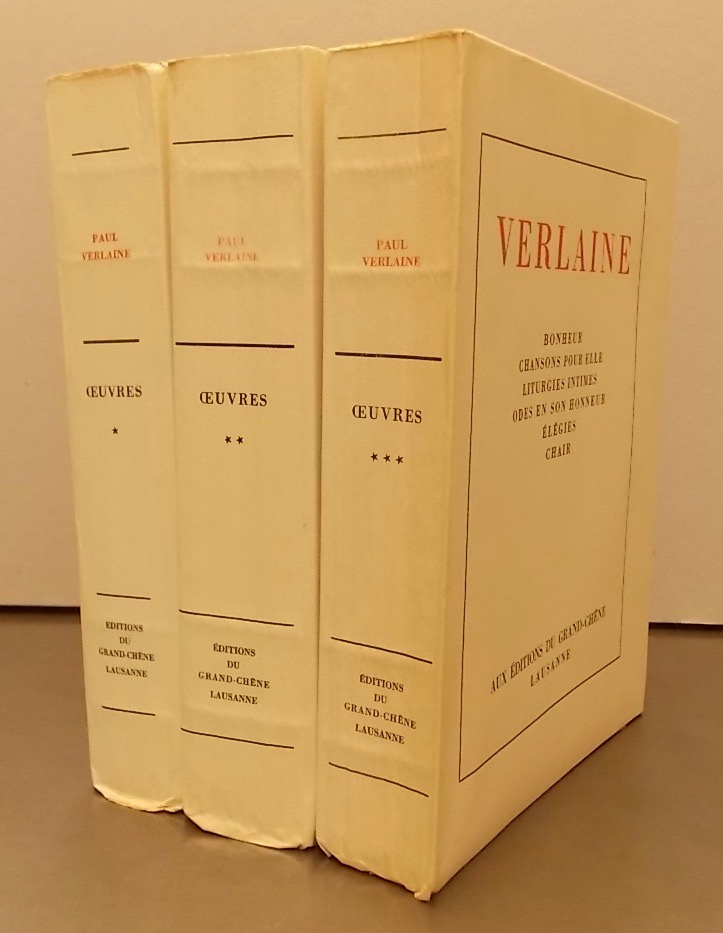 PAUL
VERLAINE
ŒUVRES
★
EDITIONS
DU
GRAND-CHÊNE
LAUSANNE
PAUL
VERLAINE
ŒUVRES
★★
ÉDITIONS
DU
GRAND-CHÊNE
LAUSANNE
PAUL
VERLAINE
ŒUVRES
★★★
ÉDITIONS
DU
GRAND-CHÊNE
LAUSANNE
VERLAINE
BONHEUR
CHANSONS POUR ELLE
LITURGIES INTIMES
ODES EN SON HONNEUR
ÉLÉGIES
CHAIR
AUX ÉDITIONS DU GRAND-CHÊNE
LAUSANNE